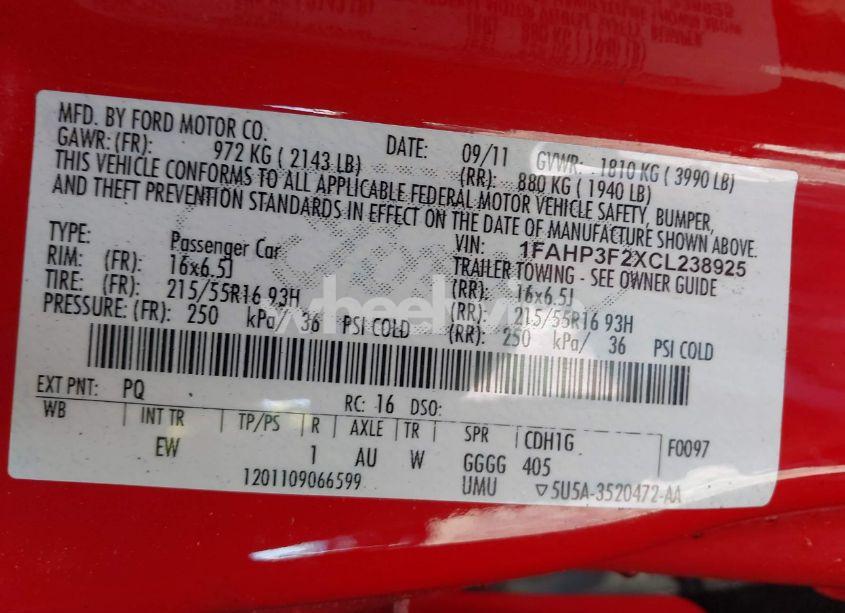 MFD. BY FORD MOTOR CO. DATE: 09/11 GVWR: 1810 KG ( 3990 LB)
GAWR: (FR): 972 KG ( 2143 LB) (RR): 880 KG ( 1940 LB)
THIS VEHICLE CONFORMS TO ALL APPLICABLE FEDERAL MOTOR VEHICLE SAFETY, BUMPER,
AND THEFT PREVENTION STANDARDS IN EFFECT ON THE DATE OF MANUFACTURE SHOWN ABOVE.
VIN: 1FAHP3F2XCL238925
TYPE: Passenger Car TRAILER TOWING - SEE OWNER GUIDE
RIM: (FR): 16x6.5J (RR): 16x6.5J
TIRE: (FR): 215/55R16 93H (RR): 215/55R16 93H
PRESSURE: (FR): 250 kPa/ 36 PSI COLD (RR): 250 kPa/ 36 PSI COLD
EXT PNT: PQ RC: 16 DSO:
WB INT TR TP/PS R AXLE TR SPR CDH1G F0097
EW 1 AU W GGGG 405
1201109066599 UMU ▽5U5A-3520472-AA
wheelwiz